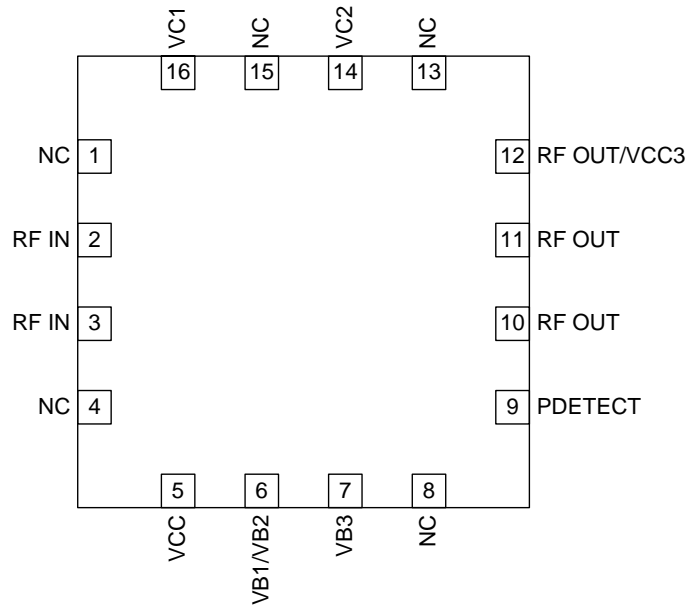 VC1
NC
VC2
NC
16
15
14
13
NC 1
12 RF OUT/VCC3
RF IN 2
11 RF OUT
RF IN 3
10 RF OUT
NC 4
9 PDETECT
5
6
7
8
VCC
VB1/VB2
VB3
NC